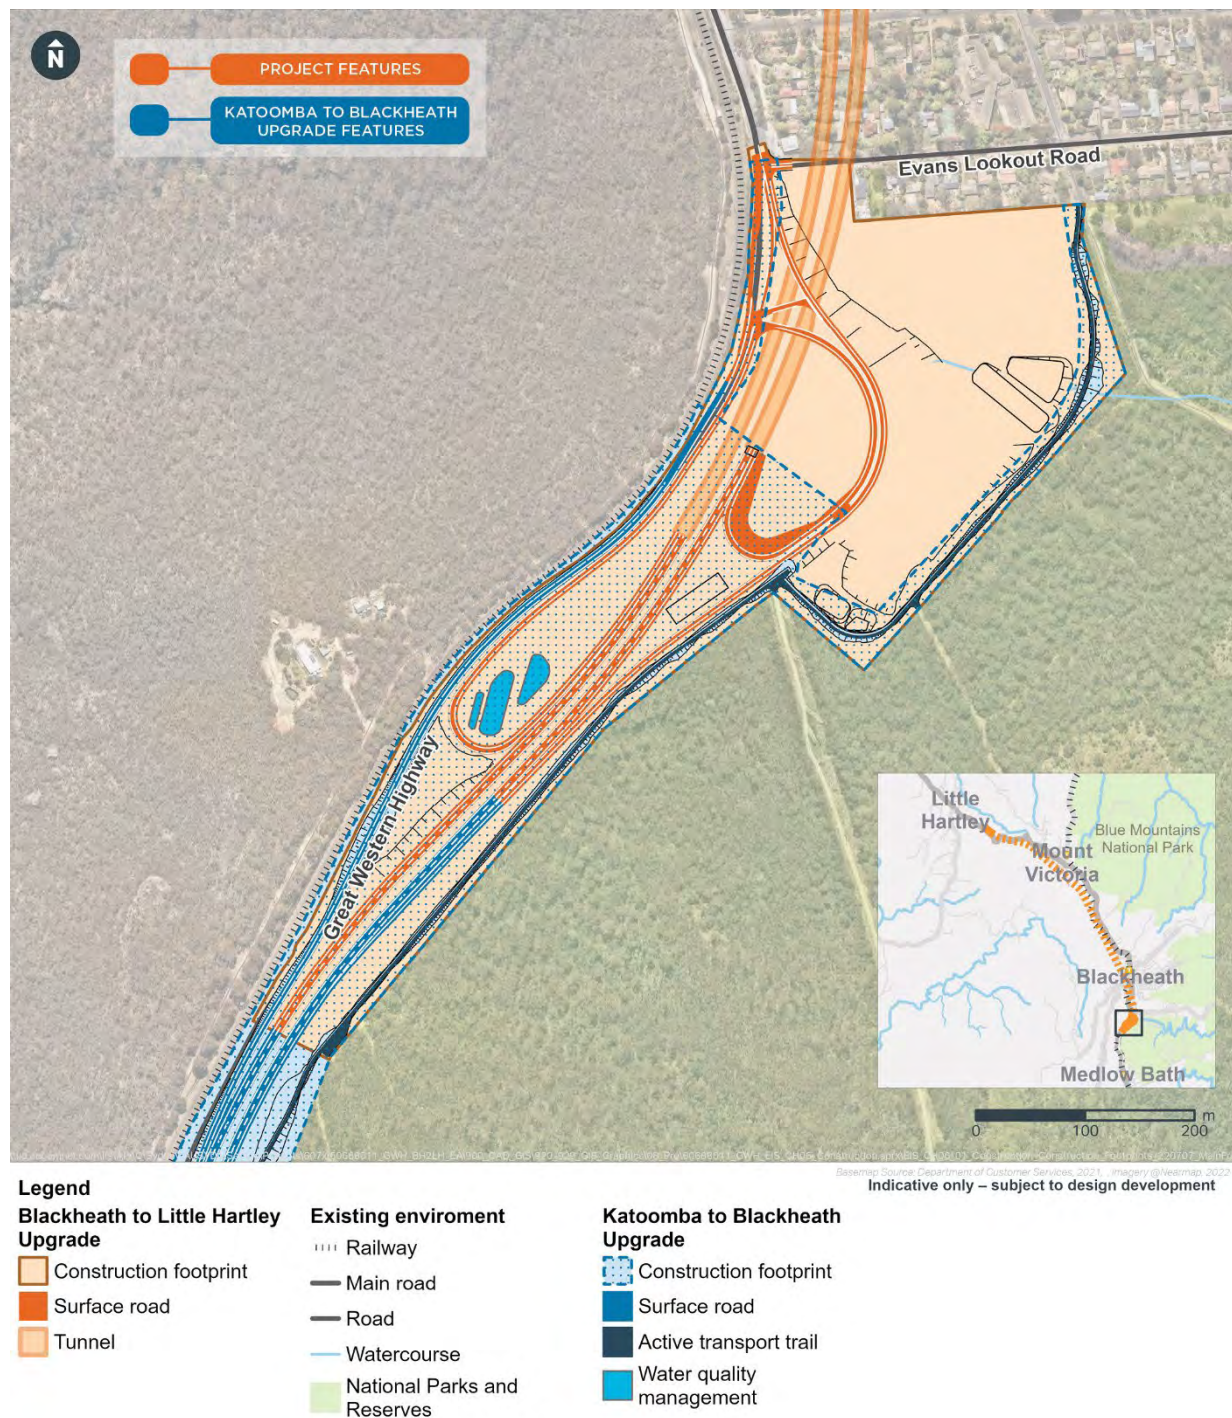 N
PROJECT FEATURES
KATOOMBA TO BLACKHEATH
UPGRADE FEATURES
Evans Lookout Road
Great Western Highway
Little
Hartley
Mount
Victoria
Blue Mountains
National Park
Blackheath
Medlow Bath
m
0 100 200
Basemap Source: Department of Customer Services, 2021, Imagery @Nearmap, 2022
Indicative only – subject to design development
Legend
Blackheath to Little Hartley
Upgrade
Construction footprint
Surface road
Tunnel
Existing enviroment
Railway
Main road
Road
Watercourse
National Parks and
Reserves
Katoomba to Blackheath
Upgrade
Construction footprint
Surface road
Active transport trail
Water quality
management